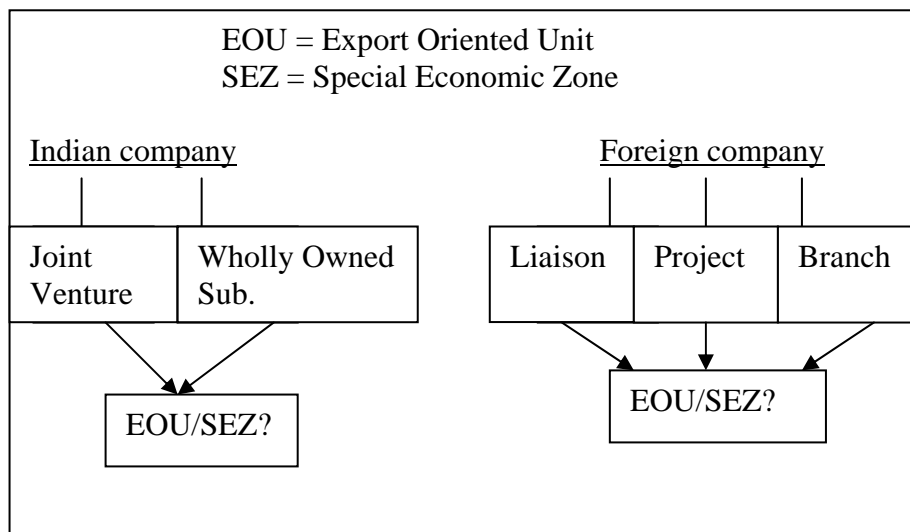 EOU = Export Oriented Unit
SEZ = Special Economic Zone
Indian company
Foreign company
Joint
Venture
Wholly Owned
Sub.
Liaison
Project
Branch
EOU/SEZ?
EOU/SEZ?